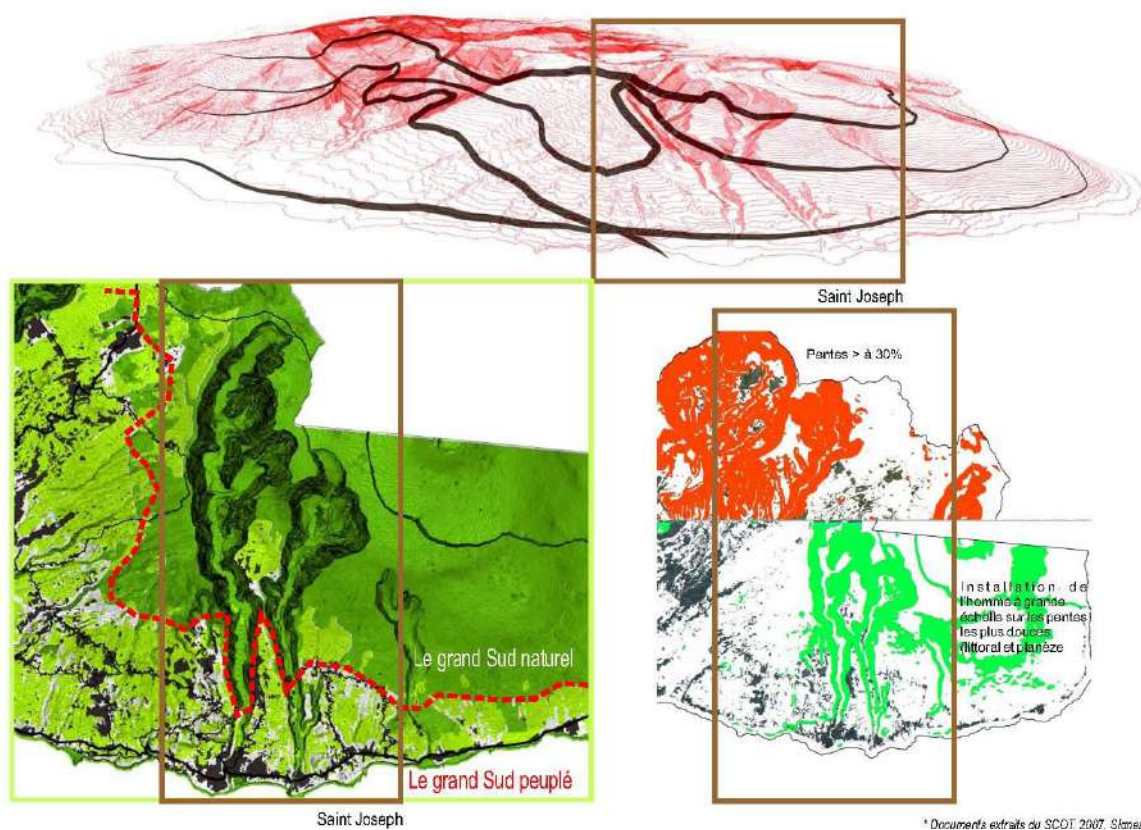 Saint Joseph
Pentes > à 30%
Installation de
l'homme à grande
échelle sur les pentes
les plus douces
(littoral et planèze
Le grand Sud naturel
Le grand Sud peuplé
Saint Joseph
* Documents extraits du SCOT, 2007,